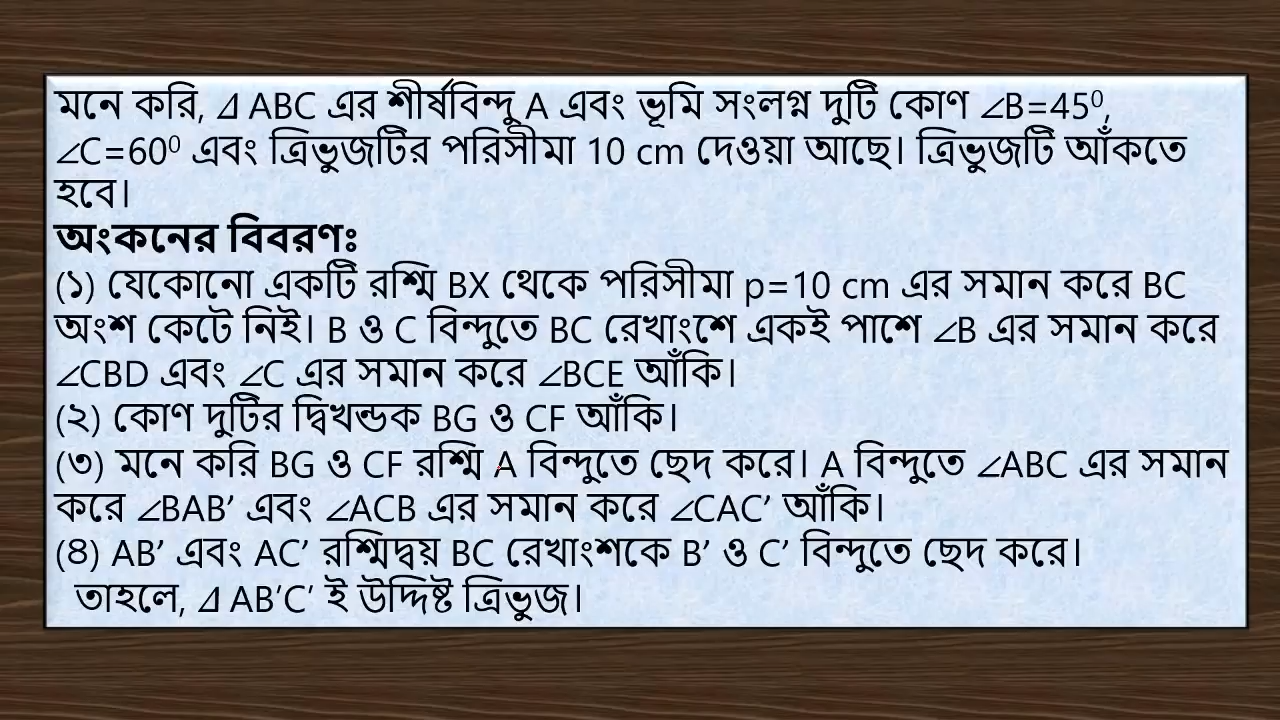 মনে করি, ⊿ ABC এর শীর্ষবিন্দু A এবং ভূমি সংলগ্ন দুটি কোণ ∠B=45⁰,
∠C=60⁰ এবং ত্রিভুজটির পরিসীমা 10 cm দেওয়া আছে। ত্রিভুজটি আঁকতে
হবে।
অংকনের বিবরণঃ
(১) যেকোনো একটি রশ্মি BX থেকে পরিসীমা p=10 cm এর সমান করে BC
অংশ কেটে নিই। B ও C বিন্দুতে BC রেখাংশে একই পাশে ∠B এর সমান করে
∠CBD এবং ∠C এর সমান করে ∠BCE আঁকি।
(২) কোণ দুটির দ্বিখন্ডক BG ও CF আঁকি।
(৩) মনে করি BG ও CF রশ্মি A বিন্দুতে ছেদ করে। A বিন্দুতে ∠ABC এর সমান
করে ∠BAB’ এবং ∠ACB এর সমান করে ∠CAC’ আঁকি।
(৪) AB’ এবং AC’ রশ্মিদ্বয় BC রেখাংশকে B’ ও C’ বিন্দুতে ছেদ করে।
তাহলে, ⊿ AB’C’ ই উদ্দিষ্ট ত্রিভুজ।